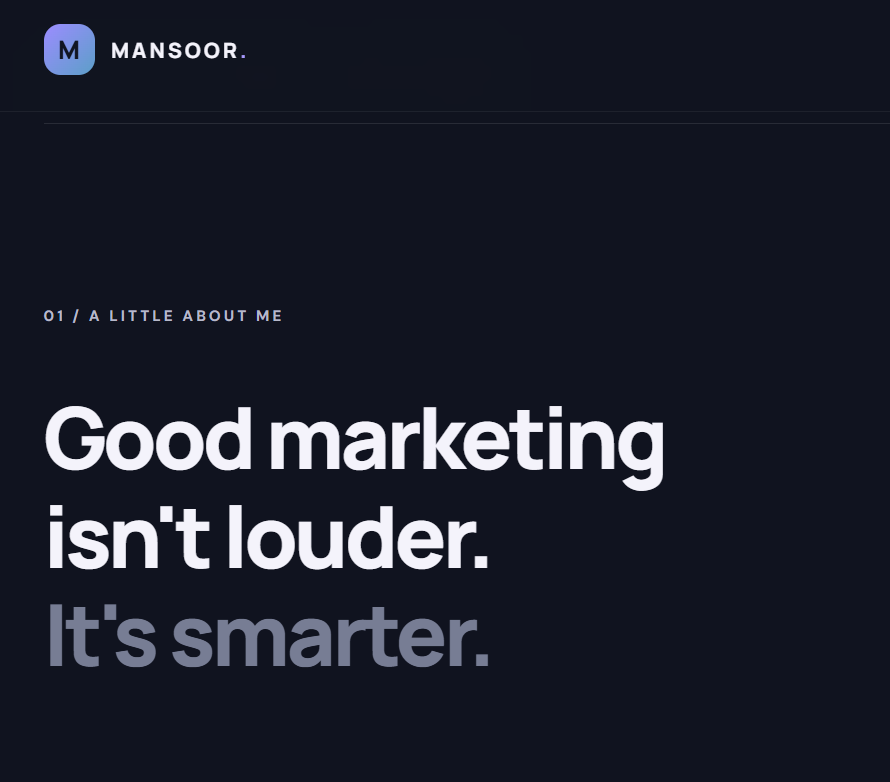 M MANSOOR.
01 / A LITTLE ABOUT ME
Good marketing
isn't louder.
It's smarter.